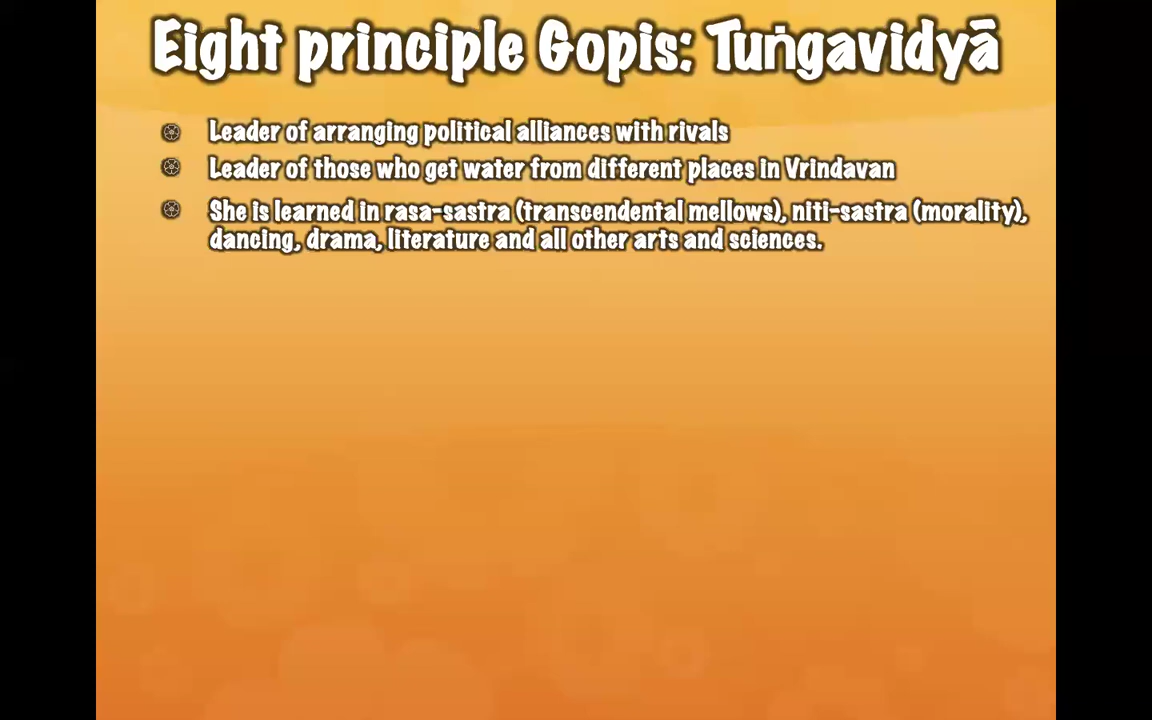 Eight principle Gopis: Tuṅgavidyā
Leader of arranging political alliances with rivals
Leader of those who get water from different places in Vrindavan
She is learned in rasa-sastra (transcendental mellows), niti-sastra (morality),
dancing, drama, literature and all other arts and sciences.